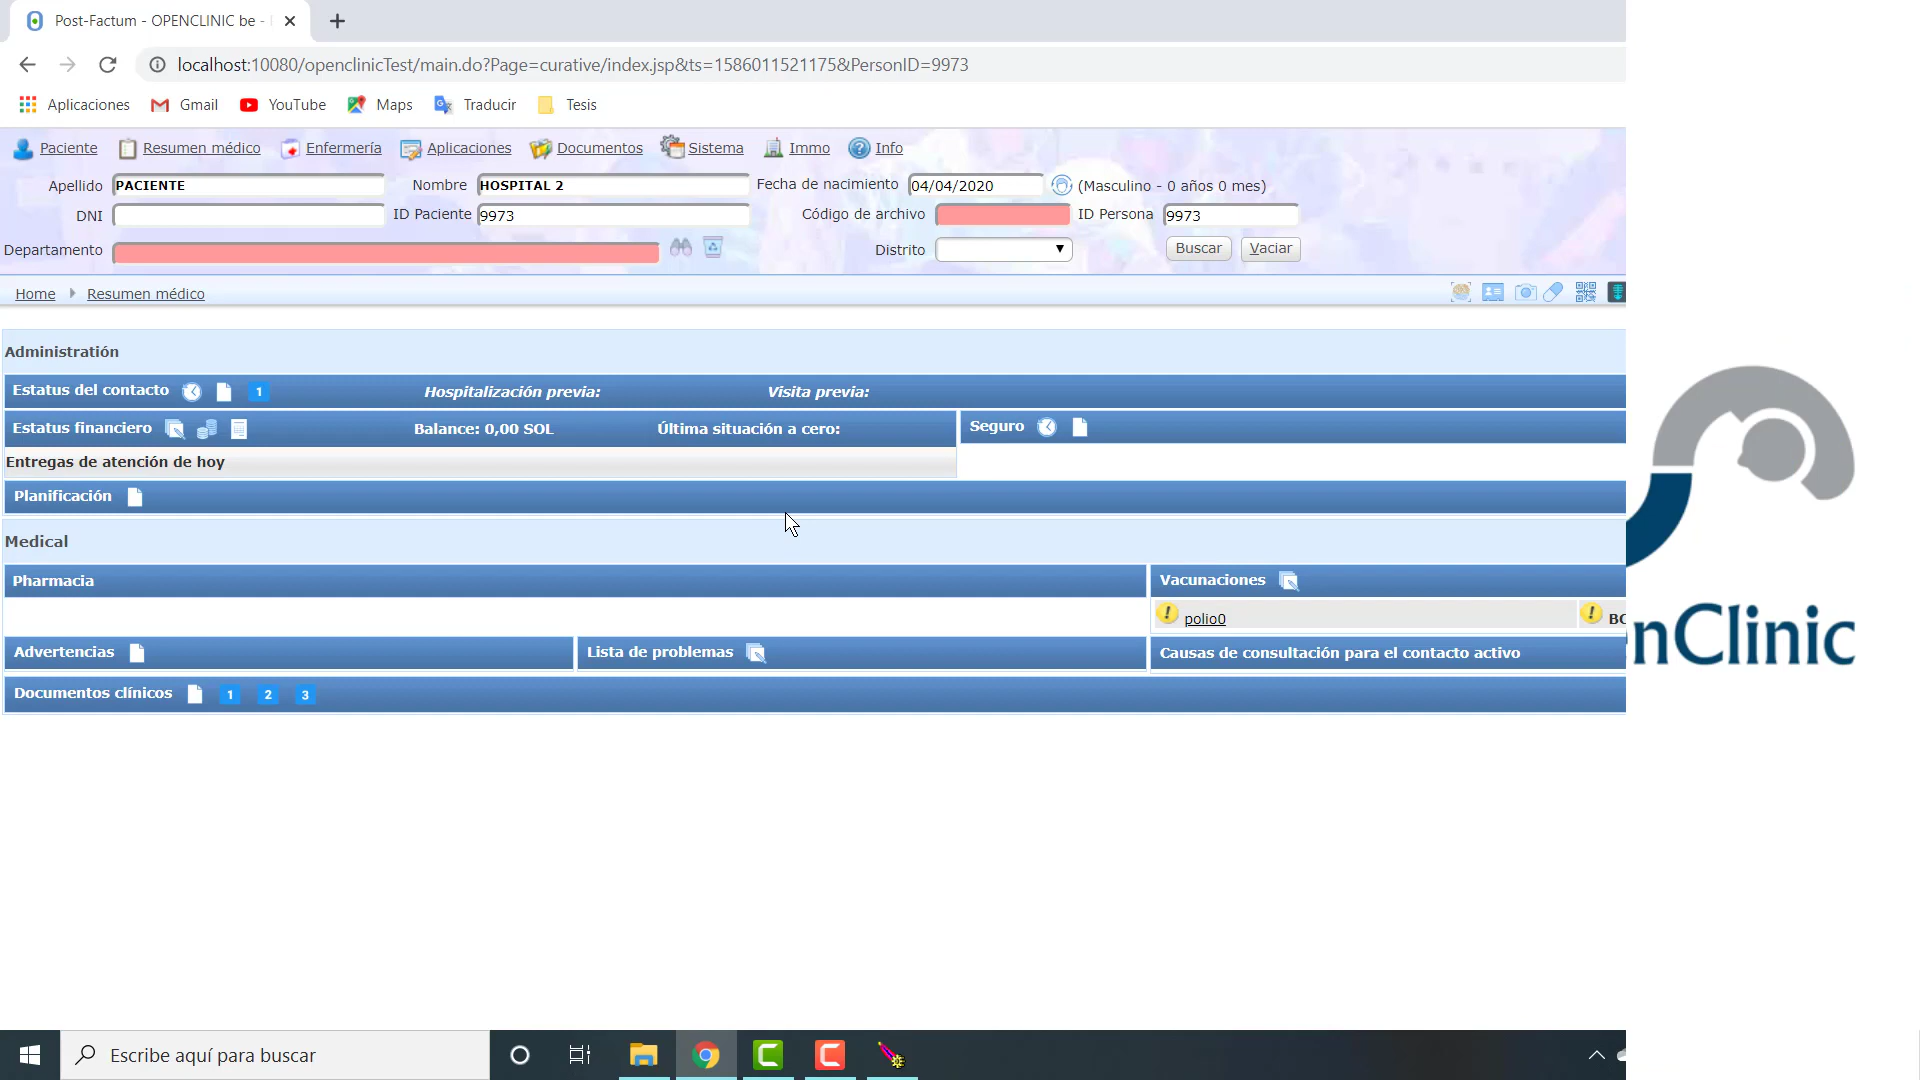 Post-Factum - OPENCLINIC be -
localhost:10080/openclinicTest/main.do?Page=curative/index.jsp&ts=1586011521175&PersonID=9973
Aplicaciones Gmail YouTube Maps Traducir Tesis
Paciente Resumen médico Enfermería Aplicaciones Documentos Sistema Immo Info
Apellido PACIENTE Nombre HOSPITAL 2 Fecha de nacimiento 04/04/2020 (Masculino - 0 años 0 mes)
DNI ID Paciente 9973 Código de archivo ID Persona 9973
Departamento Distrito Buscar Vaciar
Home Resumen médico
Administratión
Estatus del contacto 1 Hospitalización previa: Visita previa:
Estatus financiero Balance: 0,00 SOL Última situación a cero: Seguro
Entregas de atención de hoy
Planificación
Medical
Pharmacia Vacunaciones
polio0 BC
nClinic
Advertencias Lista de problemas Causas de consultación para el contacto activo
Documentos clínicos 1 2 3
Escribe aquí para buscar